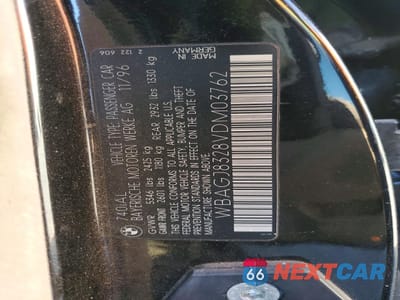 740iAL
VEHICLE TYPE-PASSENGER CAR
BAYERISCHE MOTOREN WERKE AG 11/96
GVWR 5346 lbs 2425 kg
GAWR FRONT 2601 lbs 1180 kg REAR 2932 lbs 1330 kg
THIS VEHICLE CONFORMS TO ALL APPLICABLE
FEDERAL MOTOR VEHICLE SAFETY, BUMPER AND THEFT
PREVENTION STANDARDS IN EFFECT ON THE DATE OF
MANUFACTURE SHOWN ABOVE
WBAGJ8328VDM03762
MADE IN
GERMANY
Z 122 606
66 NEXTCAR